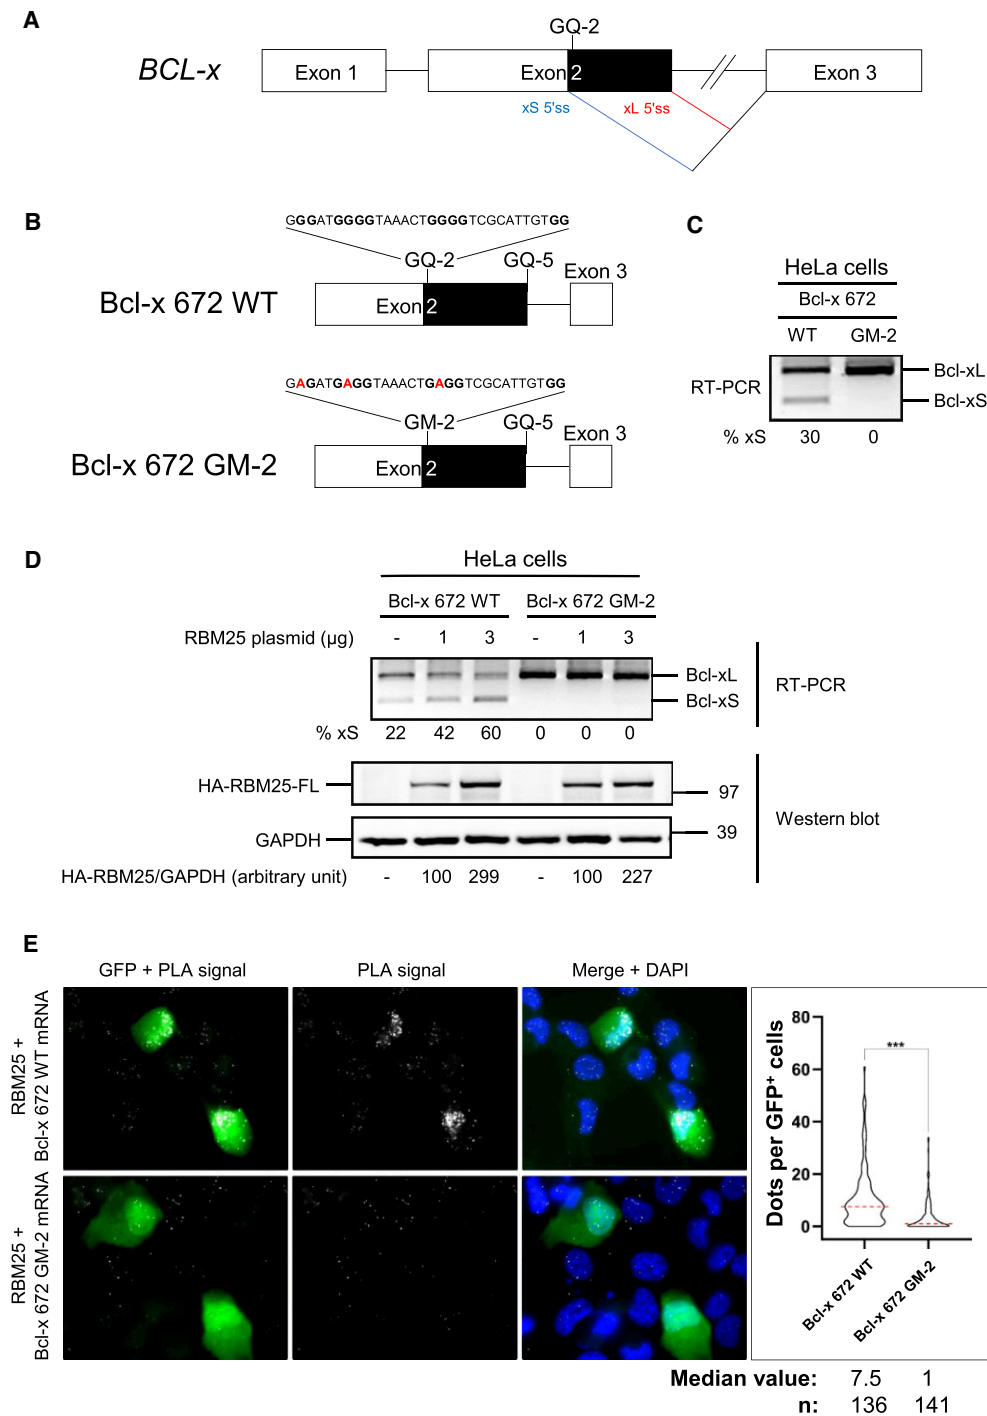 A
GQ-2
BCL-x
Exon 1
Exon 2
Exon 3
xS 5'ss
xL 5'ss
B
GGGATGGGGTAAACTGGGGTCGCATTGTGG
GQ-2
GQ-5
Exon 3
Bcl-x 672 WT
Exon 2
GAGATGAGGTAAACTGAGGTCGCATTGTGG
GM-2
GQ-5
Exon 3
Bcl-x 672 GM-2
Exon 2
C
HeLa cells
Bcl-x 672
WT GM-2
RT-PCR
Bcl-xL
Bcl-xS
% xS 30 0
D
HeLa cells
Bcl-x 672 WT Bcl-x 672 GM-2
RBM25 plasmid (µg) - 1 3 - 1 3
Bcl-xL
Bcl-xS
RT-PCR
% xS 22 42 60 0 0 0
HA-RBM25-FL
97
GAPDH
39
Western blot
HA-RBM25/GAPDH (arbitrary unit) - 100 299 - 100 227
E
GFP + PLA signal
PLA signal
Merge + DAPI
RBM25 +
Bcl-x 672 WT mRNA
RBM25 +
Bcl-x 672 GM-2 mRNA
Dots per GFP+ cells
80
60
40
20
0
***
Bcl-x 672 WT
Bcl-x 672 GM-2
Median value: 7.5 1
n: 136 141